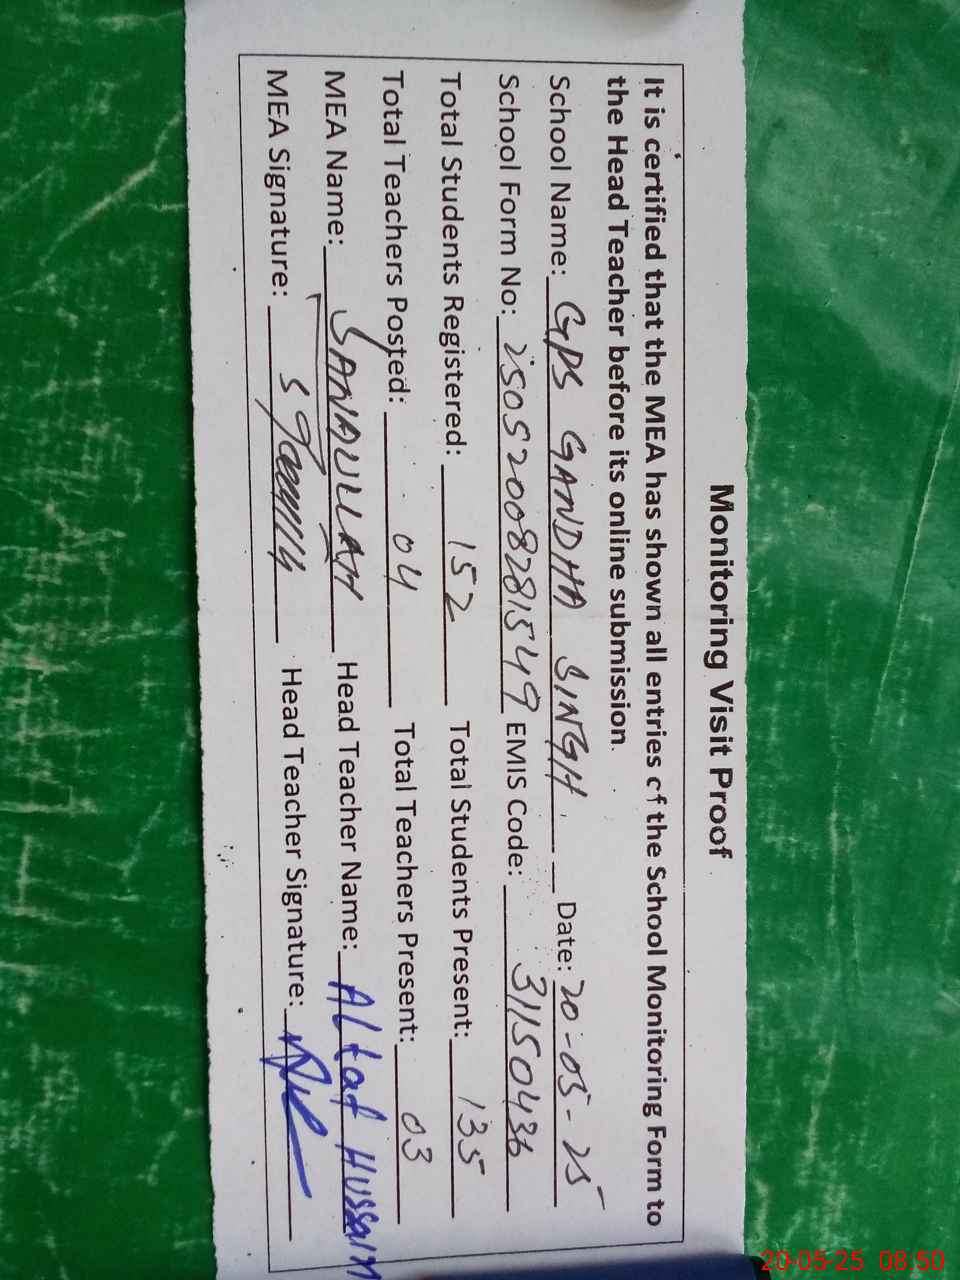 Monitoring Visit Proof
It is certified that the MEA has shown all entries of the School Monitoring Form to
the Head Teacher before its online submission.
School Name: GPS GANDHA SINGH Date: 20-05-25
School Form No: 25052008281549 EMIS Code: 31150436
Total Students Registered: 152 Total Students Present: 135
Total Teachers Posted: 04 Total Teachers Present: 03
MEA Name: SANAULLAH Head Teacher Name: Altaf Hussain
MEA Signature: Head Teacher Signature:
20-05-25 08:50